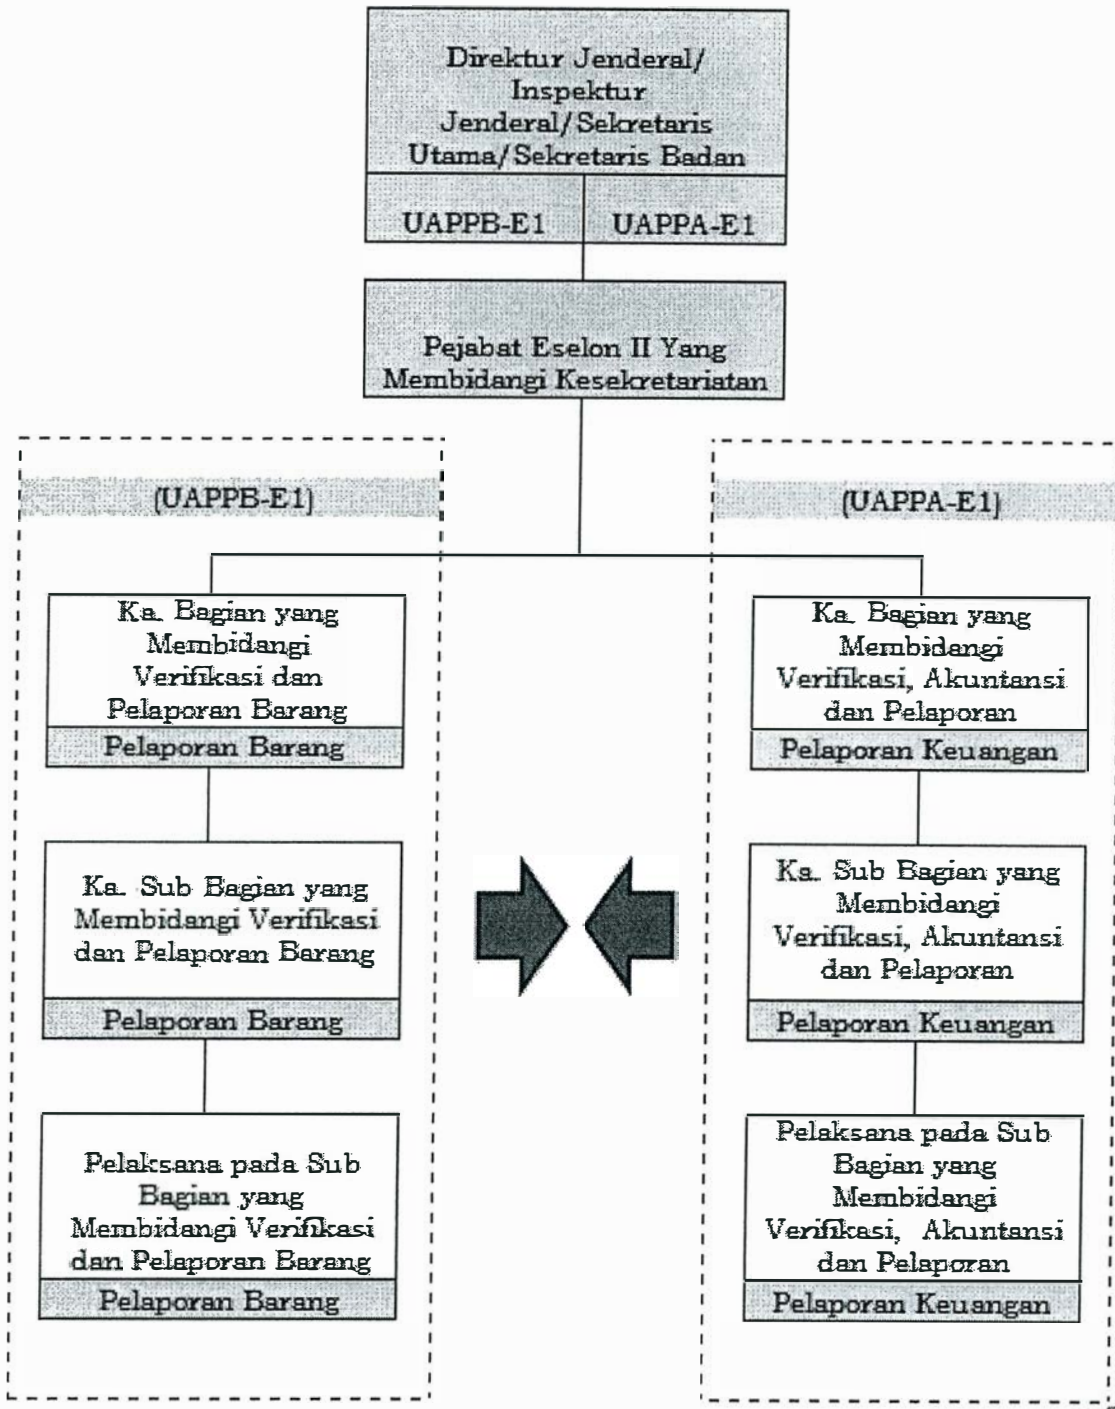 Direktur Jenderal/
Inspektur
Jenderal/Sekretaris
Utama/Sekretaris Badan
UAPPB-E1
UAPPA-E1
Pejabat Eselon II Yang
Membidangi Kesekretariatan
(UAPPB-E1)
Ka. Bagian yang
Membidangi
Verifikasi dan
Pelaporan Barang
Pelaporan Barang
Ka. Sub Bagian yang
Membidangi Verifikasi
dan Pelaporan Barang
Pelaporan Barang
Pelaksana pada Sub
Bagian yang
Membidangi Verifikasi
dan Pelaporan Barang
Pelaporan Barang
(UAPPA-E1)
Ka. Bagian yang
Membidangi
Verifikasi, Akuntansi
dan Pelaporan
Pelaporan Keuangan
Ka. Sub Bagian yang
Membidangi
Verifikasi, Akuntansi
dan Pelaporan
Pelaporan Keuangan
Pelaksana pada Sub
Bagian yang
Membidangi
Verifikasi, Akuntansi
dan Pelaporan
Pelaporan Keuangan